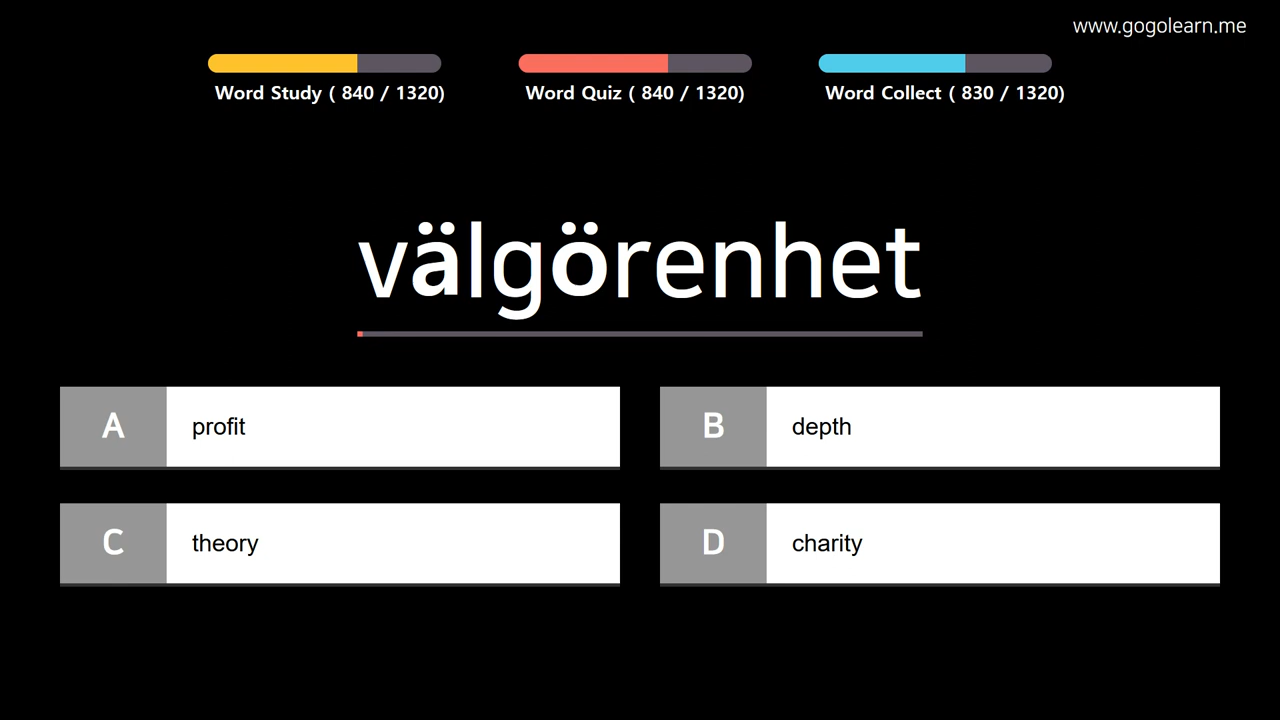 www.gogolearn.me
Word Study ( 840 / 1320)
Word Quiz ( 840 / 1320)
Word Collect ( 830 / 1320)
välgörenhet
A
profit
B
depth
C
theory
D
charity